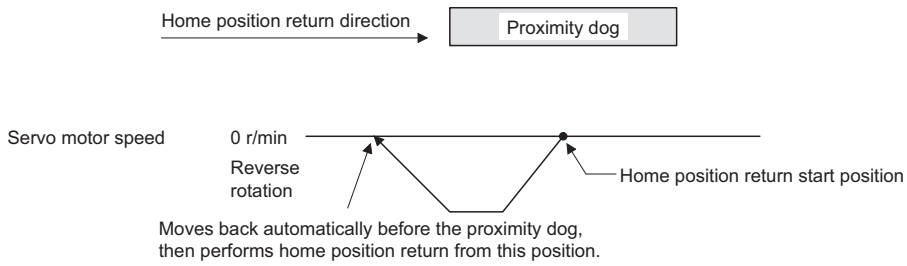 Home position return direction
Proximity dog
Servo motor speed
0 r/min
Reverse
rotation
Home position return start position
Moves back automatically before the proximity dog,
then performs home position return from this position.